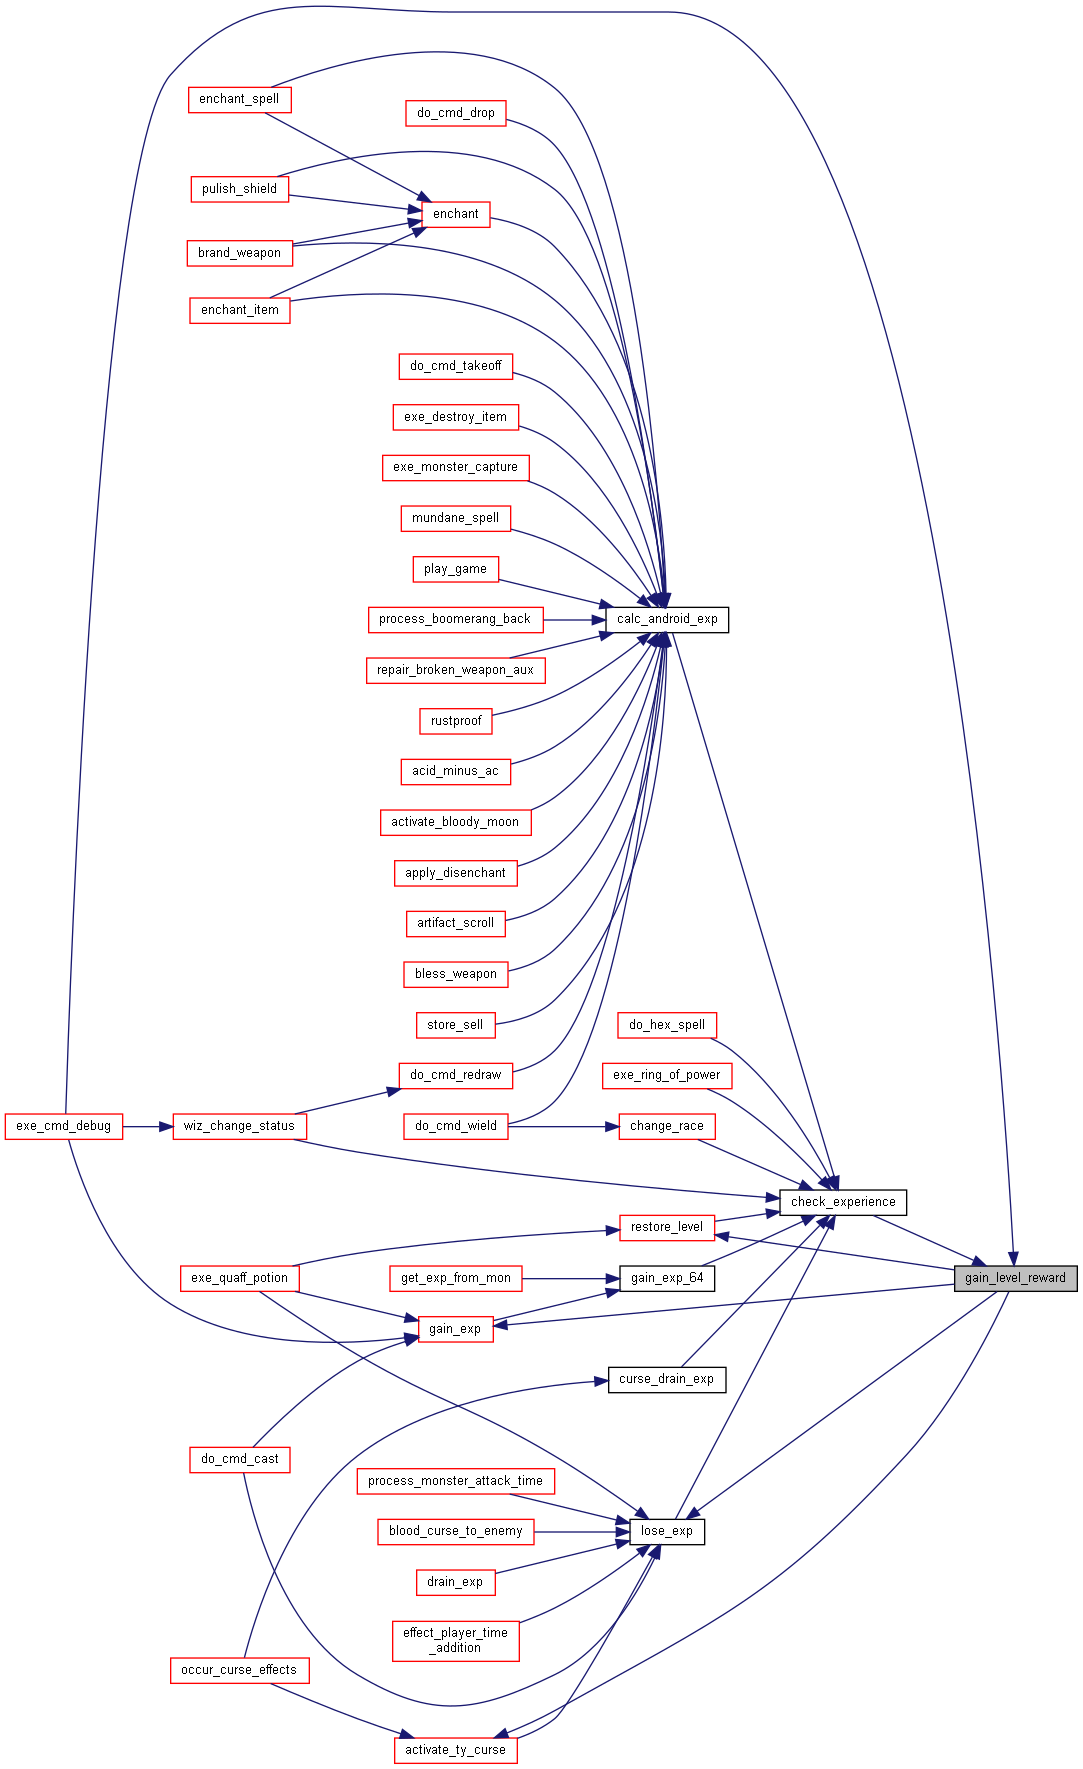 enchant_spell
do_cmd_drop
pulish_shield
enchant
brand_weapon
enchant_item
do_cmd_takeoff
exe_destroy_item
exe_monster_capture
mundane_spell
play_game
process_boomerang_back
calc_android_exp
repair_broken_weapon_aux
rustproof
acid_minus_ac
activate_bloody_moon
apply_disenchant
artifact_scroll
bless_weapon
store_sell
do_hex_spell
do_cmd_redraw
exe_ring_of_power
exe_cmd_debug
wiz_change_status
do_cmd_wield
change_race
check_experience
restore_level
exe_quaff_potion
get_exp_from_mon
gain_exp_64
gain_level_reward
gain_exp
curse_drain_exp
do_cmd_cast
process_monster_attack_time
blood_curse_to_enemy
lose_exp
drain_exp
effect_player_time
_addition
occur_curse_effects
activate_ty_curse